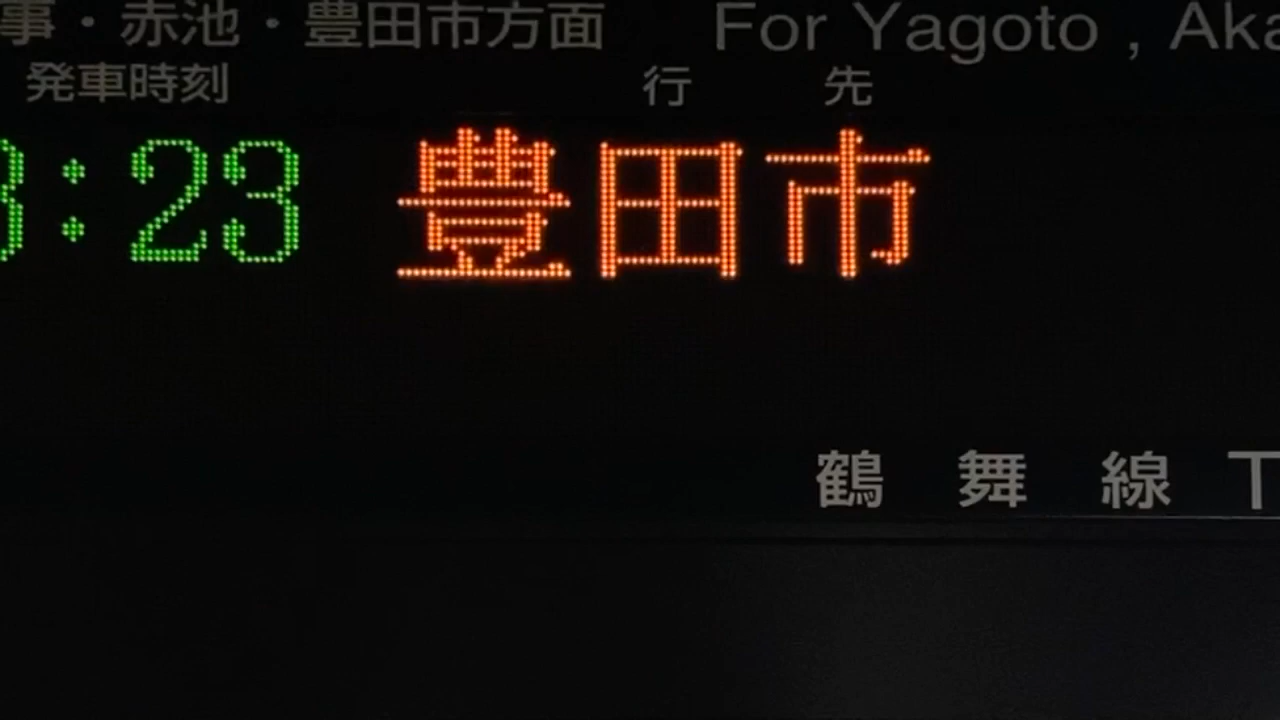 事・赤池・豊田市方面 For Yagoto , Aka
発車時刻 行先
:23 豊田市
鶴舞線 T